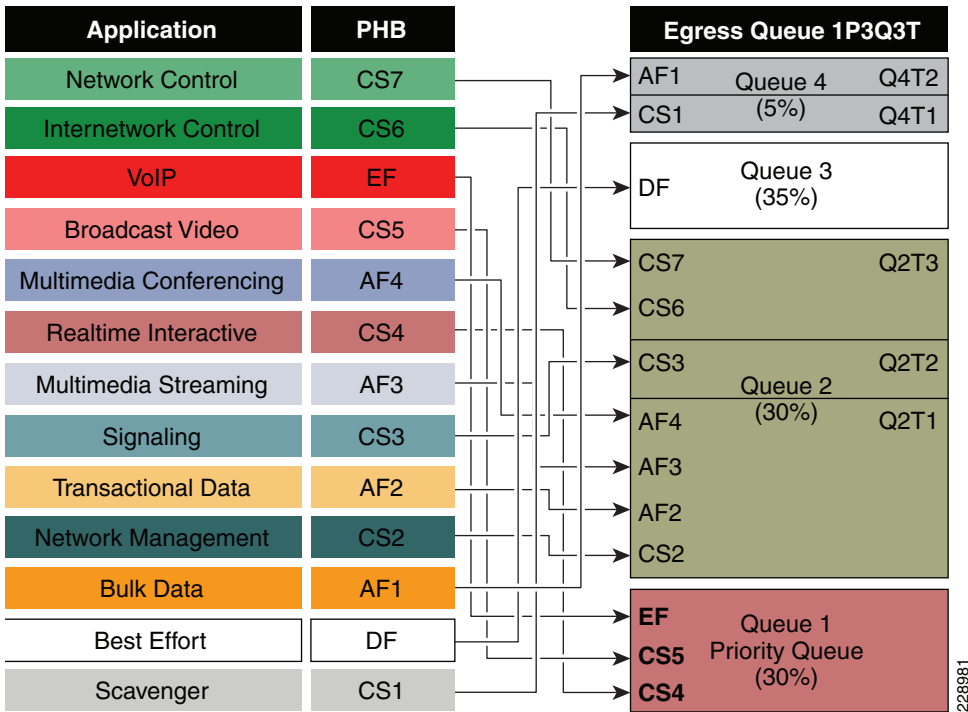 Application PHB Egress Queue 1P3Q3T
Network Control CS7
Internetwork Control CS6
VoIP EF
Broadcast Video CS5
Multimedia Conferencing AF4
Realtime Interactive CS4
Multimedia Streaming AF3
Signaling CS3
Transactional Data AF2
Network Management CS2
Bulk Data AF1
Best Effort DF
Scavenger CS1
AF1 Queue 4 Q4T2
(5%)
CS1 Q4T1
DF Queue 3
(35%)
CS7 Q2T3
CS6
CS3 Q2T2
Queue 2
(30%)
AF4 Q2T1
AF3
AF2
CS2
EF Queue 1
CS5 Priority Queue
CS4 (30%)
228981